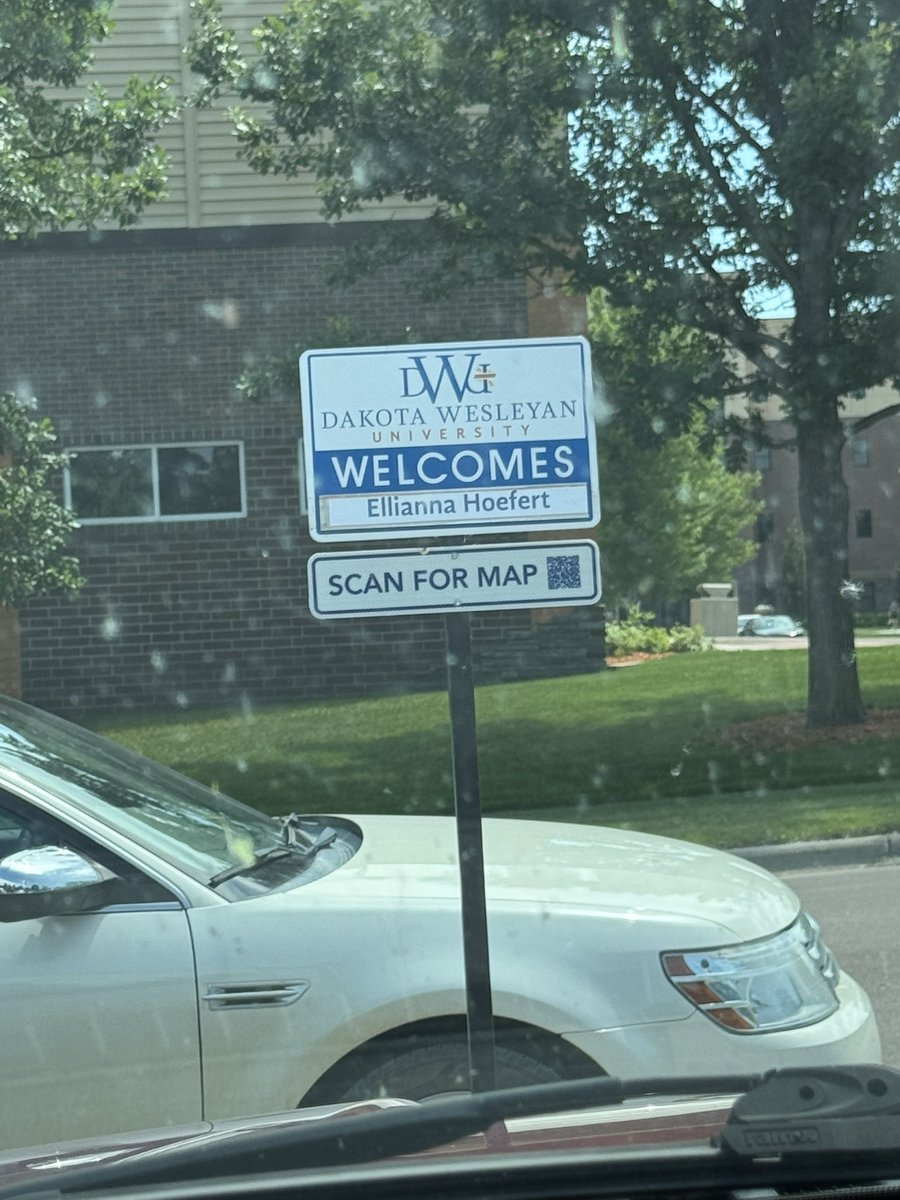 DWU
DAKOTA WESLEYAN
UNIVERSITY
WELCOMES
Ellianna Hoefert
SCAN FOR MAP